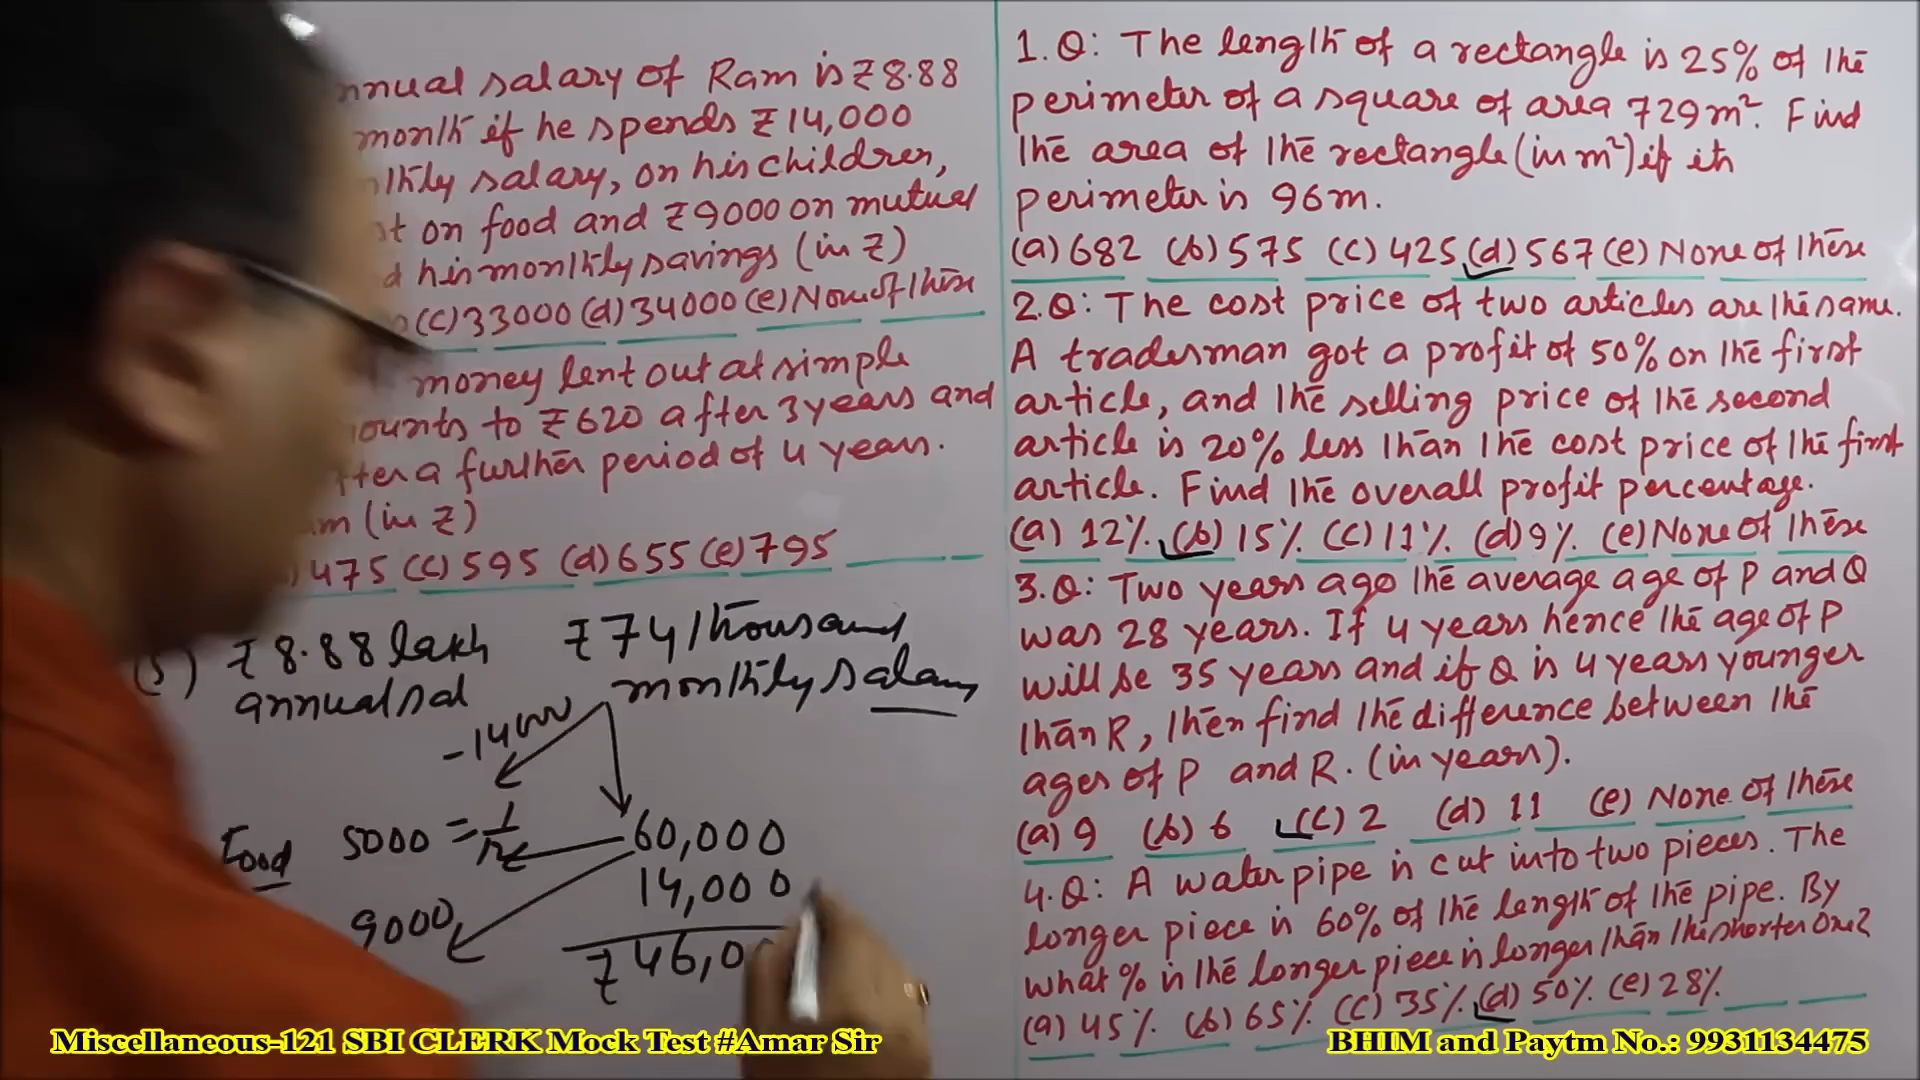 nnual salary of Ram is ₹8.88
month if he spends ₹14,000
salary, on his children,
on food and ₹9000 on mutual
his monthly savings (in ₹)
(c) 33000 (d) 34000 (e) None of these
money lent out at simple
ounts to ₹620 after 3 years and
fter a further period of 4 years.
(in ₹)
475 (c) 595 (d) 655 (e) 795
(5) ₹8.88 lakh
annual sal
₹74 thousand
monthly salary
-14000
Food 5000 = 1/12
60,000
14,000
9000
₹46,0
1.Q: The length of a rectangle is 25% of the
perimeter of a square of area 729m². Find
the area of the rectangle (in m²) if its
perimeter is 96m.
(a) 682 (b) 575 (c) 425 (d) 567 (e) None of these
2.Q: The cost price of two articles are the same.
A tradesman got a profit of 50% on the first
article, and the selling price of the second
article is 20% less than the cost price of the first
article. Find the overall profit percentage.
(a) 12% (b) 15% (c) 11% (d) 9% (e) None of these
3.Q: Two years ago the average age of P and Q
was 28 years. If 4 years hence the age of P
will be 35 years and if Q is 4 years younger
than R, then find the difference between the
ages of P and R. (in years).
(a) 9 (b) 6 (c) 2 (d) 11 (e) None of these
4.Q: A water pipe is cut into two pieces. The
longer piece is 60% of the length of the pipe. By
what % is the longer piece is longer than the shorter one?
(a) 45% (b) 65% (c) 35% (d) 50% (e) 28%
Miscellaneous-121 SBI CLERK Mock Test #Amar Sir
BHIM and Paytm No.: 9931134475